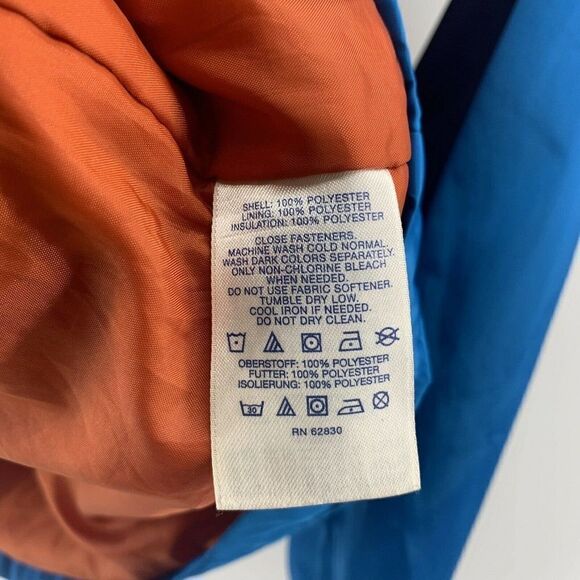 SHELL: 100% POLYESTER
LINING: 100% POLYESTER
INSULATION: 100% POLYESTER
CLOSE FASTENERS.
MACHINE WASH COLD NORMAL.
WASH DARK COLORS SEPARATELY.
ONLY NON-CHLORINE BLEACH
WHEN NEEDED.
DO NOT USE FABRIC SOFTENER.
TUMBLE DRY LOW.
COOL IRON IF NEEDED.
DO NOT DRY CLEAN.
OBERSTOFF: 100% POLYESTER
FUTTER: 100% POLYESTER
ISOLIERUNG: 100% POLYESTER
30
RN 62830